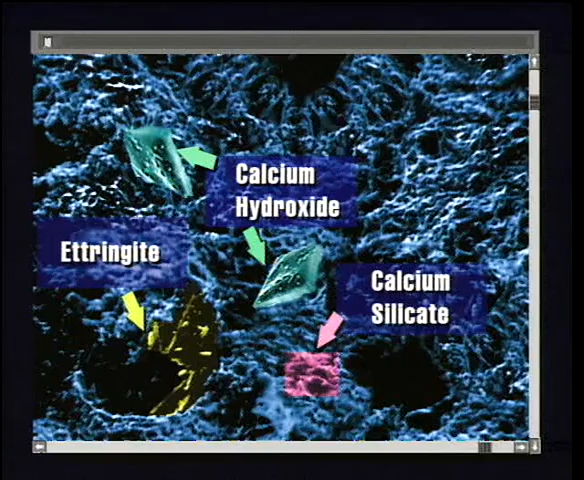 Calcium
Hydroxide
Ettringite
Calcium
Silicate